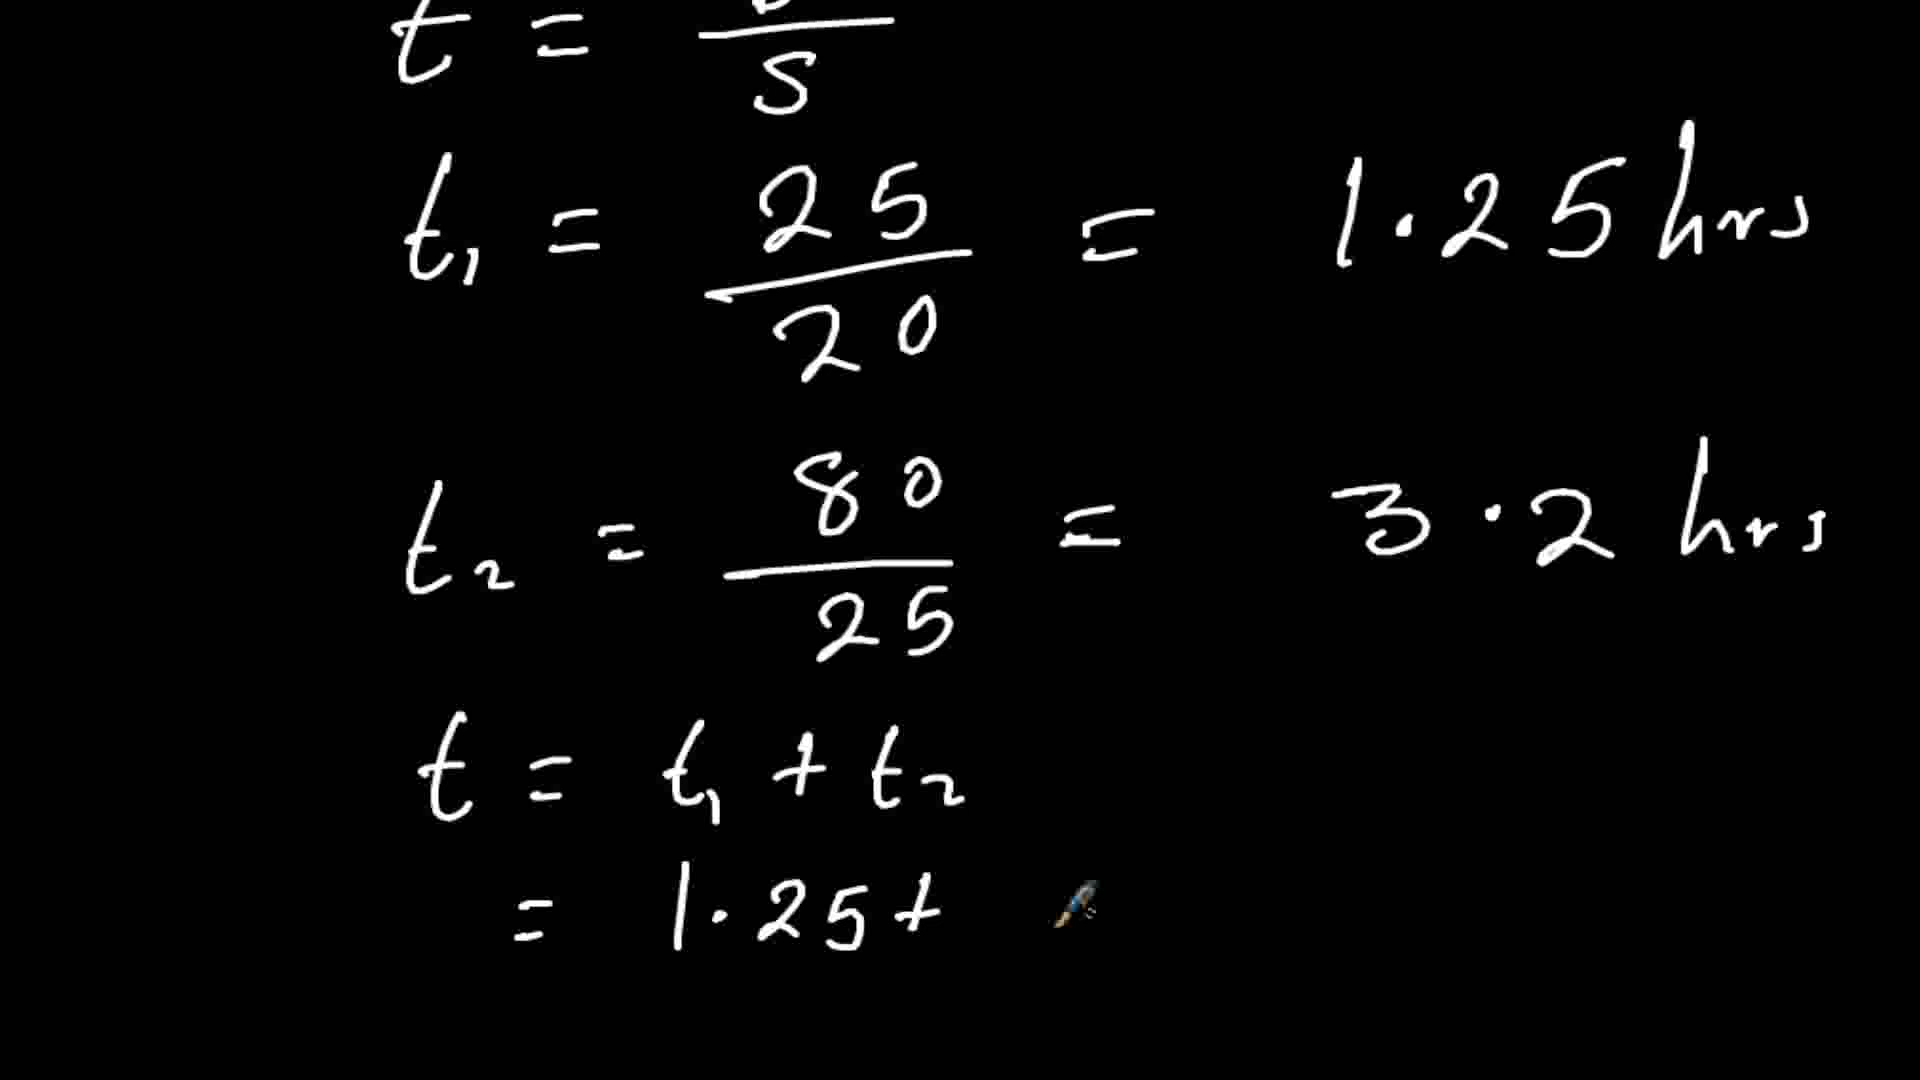 t = /S
t₁ = 25/20 = 1.25 hrs
t₂ = 80/25 = 3.2 hrs
t = t₁ + t₂
= 1.25 +